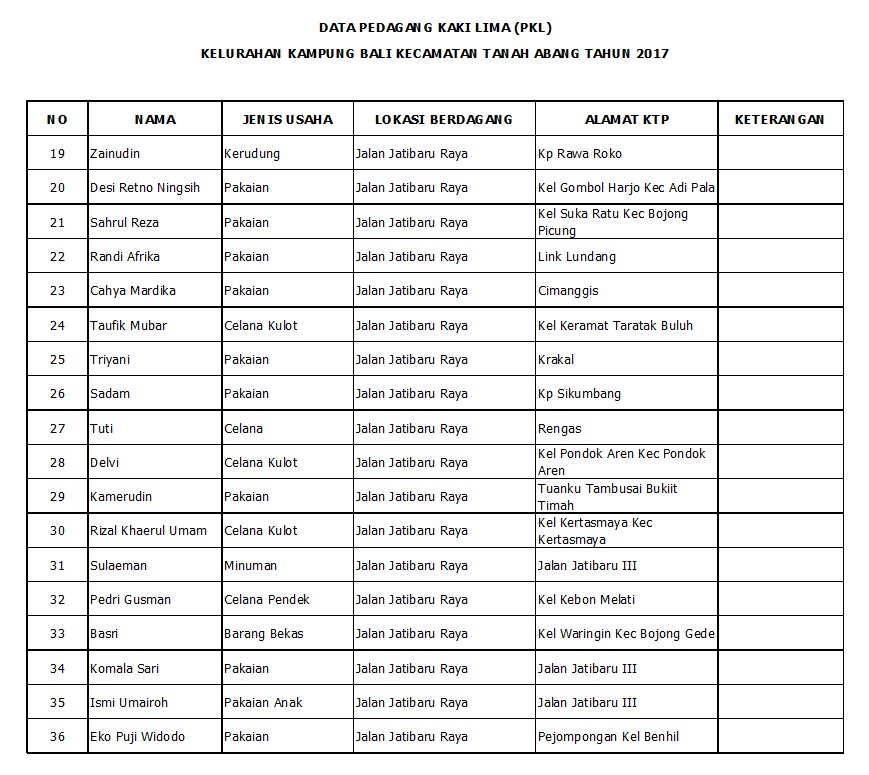 DATA PEDAGANG KAKI LIMA (PKL)
KELURAHAN KAMPUNG BALI KECAMATAN TANAH ABANG TAHUN 2017
NO NAMA JENIS USAHA LOKASI BERDAGANG ALAMAT KTP KETERANGAN
19 Zainudin Kerudung Jalan Jatibaru Raya Kp Rawa Roko
20 Desi Retno Ningsih Pakaian Jalan Jatibaru Raya Kel Gombol Harjo Kec Adi Pala
21 Sahrul Reza Pakaian Jalan Jatibaru Raya Kel Suka Ratu Kec Bojong
Picung
22 Randi Afrika Pakaian Jalan Jatibaru Raya Link Lundang
23 Cahya Mardika Pakaian Jalan Jatibaru Raya Cimanggis
24 Taufik Mubar Celana Kulot Jalan Jatibaru Raya Kel Keramat Taratak Buluh
25 Triyani Pakaian Jalan Jatibaru Raya Krakal
26 Sadam Pakaian Jalan Jatibaru Raya Kp Sikumbang
27 Tuti Celana Jalan Jatibaru Raya Rengas
28 Delvi Celana Kulot Jalan Jatibaru Raya Kel Pondok Aren Kec Pondok
Aren
29 Kamerudin Pakaian Jalan Jatibaru Raya Tuanku Tambusai Bukiit
Timah
30 Rizal Khaerul Umam Celana Kulot Jalan Jatibaru Raya Kel Kertasmaya Kec
Kertasmaya
31 Sulaeman Minuman Jalan Jatibaru Raya Jalan Jatibaru III
32 Pedri Gusman Celana Pendek Jalan Jatibaru Raya Kel Kebon Melati
33 Basri Barang Bekas Jalan Jatibaru Raya Kel Waringin Kec Bojong Gede
34 Komala Sari Pakaian Jalan Jatibaru Raya Jalan Jatibaru III
35 Ismi Umairoh Pakaian Anak Jalan Jatibaru Raya Jalan Jatibaru III
36 Eko Puji Widodo Pakaian Jalan Jatibaru Raya Pejompongan Kel Benhil